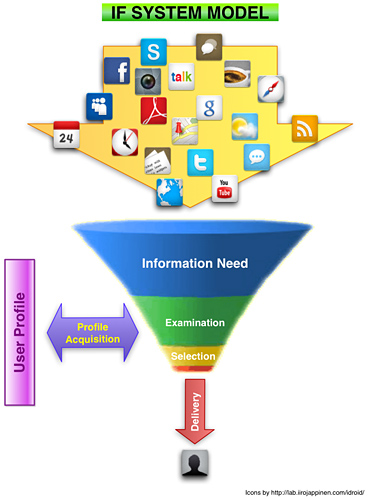 IF SYSTEM MODEL
S
f
talk
g
24
You
Tube
Information Need
User Profile
Profile
Acquisition
Examination
Selection
Delivery
Icons by http://lab.iirojappinen.com/idroid/